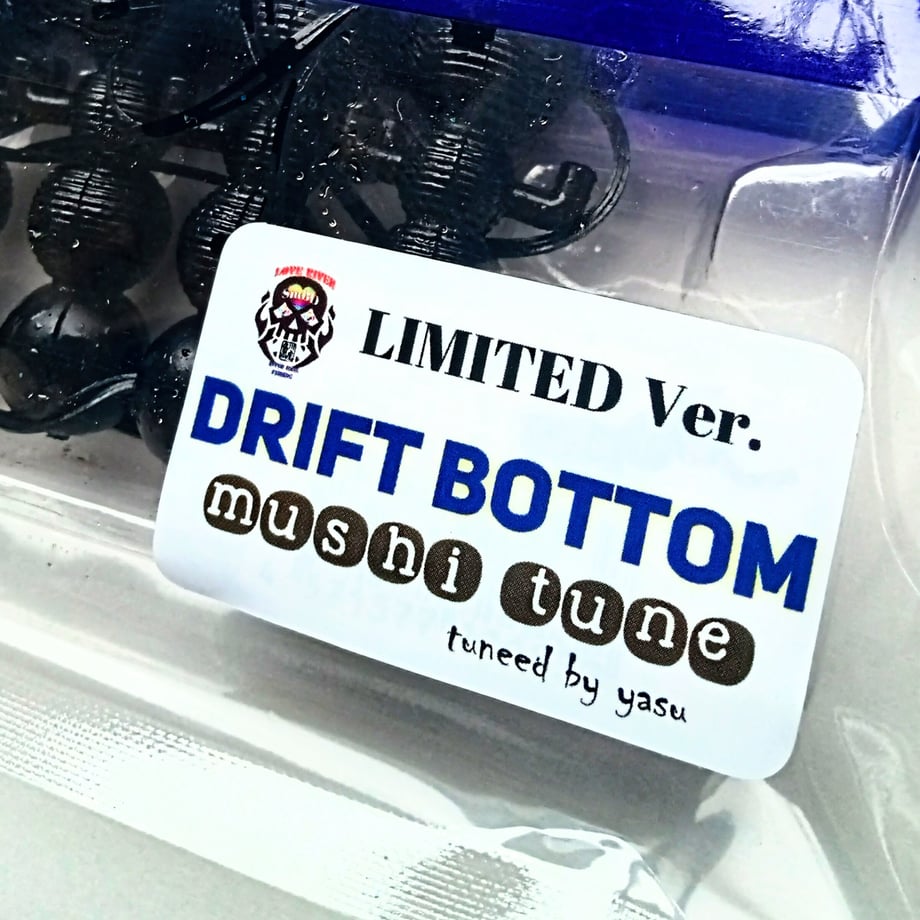 LOVE RIVER
LIMITED Ver.
DRIFT BOTTOM
mushi tune
tuneed by yasu